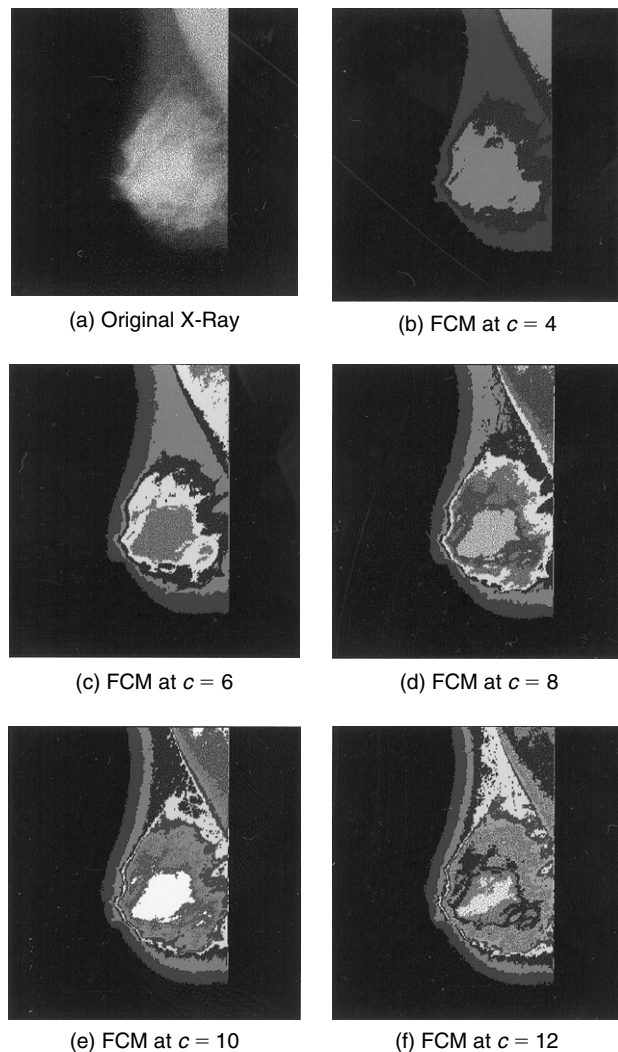 (a) Original X-Ray
(b) FCM at c = 4
(c) FCM at c = 6
(d) FCM at c = 8
(e) FCM at c = 10
(f) FCM at c = 12